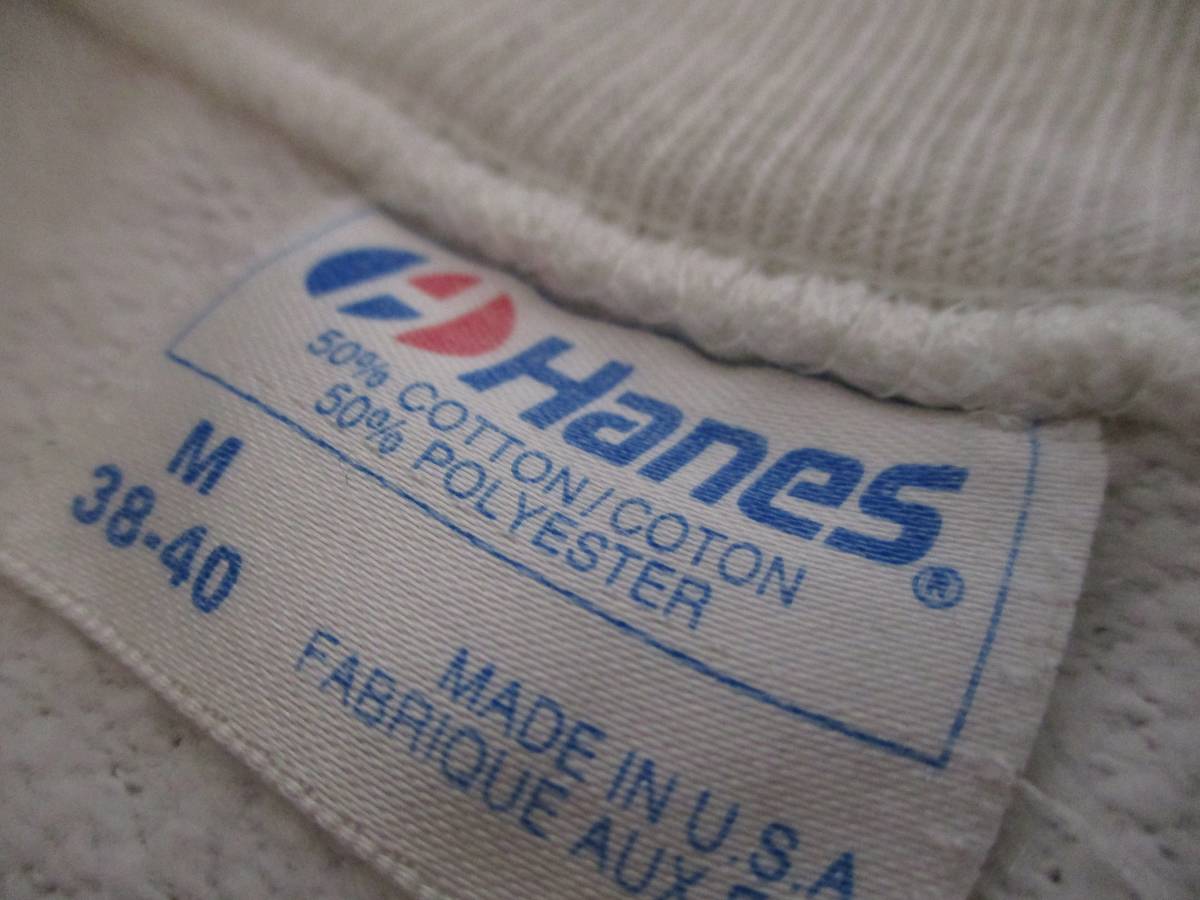 Hanes®
50% COTTON/COTON
50% POLYESTER
M
38-40
MADE IN U.S.A
FABRIQUE AUX